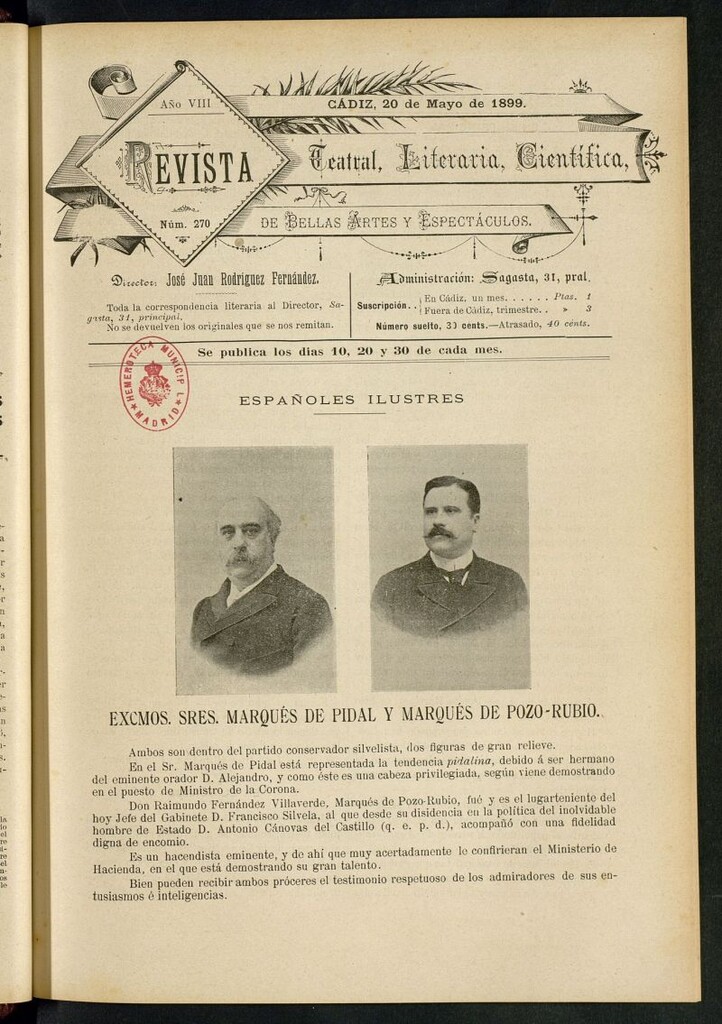 Año VIII
CÁDIZ, 20 de Mayo de 1899.
REVISTA
Teatral, Literaria, Científica,
Núm. 270
DE BELLAS ARTES Y ESPECTÁCULOS.
Director: José Juan Rodríguez Fernández.
Toda la correspondencia literaria al Director, Sa-
gasta, 31, principal.
No se devuelven los originales que se nos remitan.
Administración: Sagasta, 31, pral.
Suscripción.. En Cádiz, un mes. . . . . . Ptas. 1
Fuera de Cádiz, trimestre. . » 3
Número suelto, 30 cents.—Atrasado, 40 cents.
Se publica los dias 10, 20 y 30 de cada mes.
HEMEROTECA MUNICIP L
★ MADRID ★
ESPAÑOLES ILUSTRES
EXCMOS. SRES. MARQUÉS DE PIDAL Y MARQUÉS DE POZO-RUBIO.
Ambos son dentro del partido conservador silvelista, dos figuras de gran relieve.
En el Sr. Marqués de Pidal está representada la tendencia pidalina, debido á ser hermano
del eminente orador D. Alejandro, y como éste es una cabeza privilegiada, según viene demostrando
en el puesto de Ministro de la Corona.
Don Raimundo Fernández Villaverde, Marqués de Pozo-Rubio, fué y es el lugarteniente del
hoy Jefe del Gabinete D. Francisco Silvela, al que desde su disidencia en la política del inolvidable
hombre de Estado D. Antonio Cánovas del Castillo (q. e. p. d.), acompañó con una fidelidad
digna de encomio.
Es un hacendista eminente, y de ahí que muy acertadamente le confirieran el Ministerio de
Hacienda, en el que está demostrando su gran talento.
Bien pueden recibir ambos próceres el testimonio respetuoso de los admiradores de sus en-
tusiasmos é inteligencias.